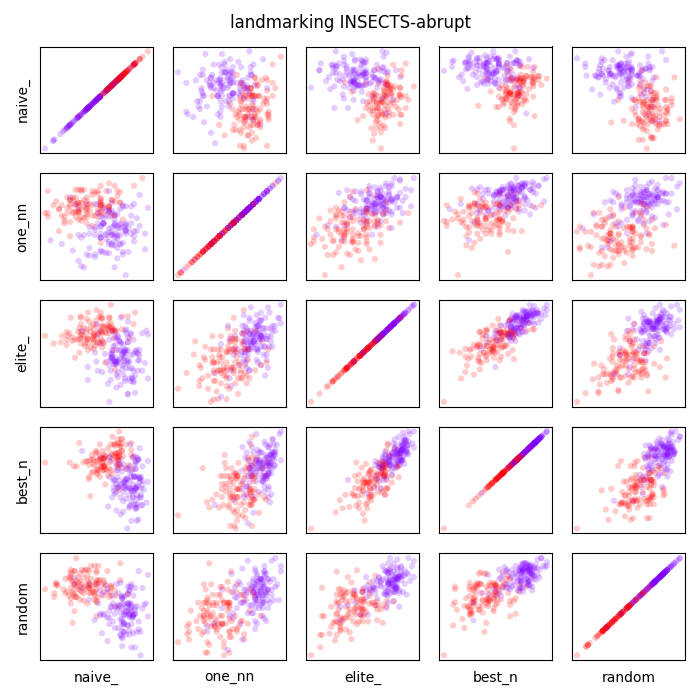 landmarking INSECTS-abrupt
naive_
one_nn
elite_
best_n
random
naive_ one_nn elite_ best_n random